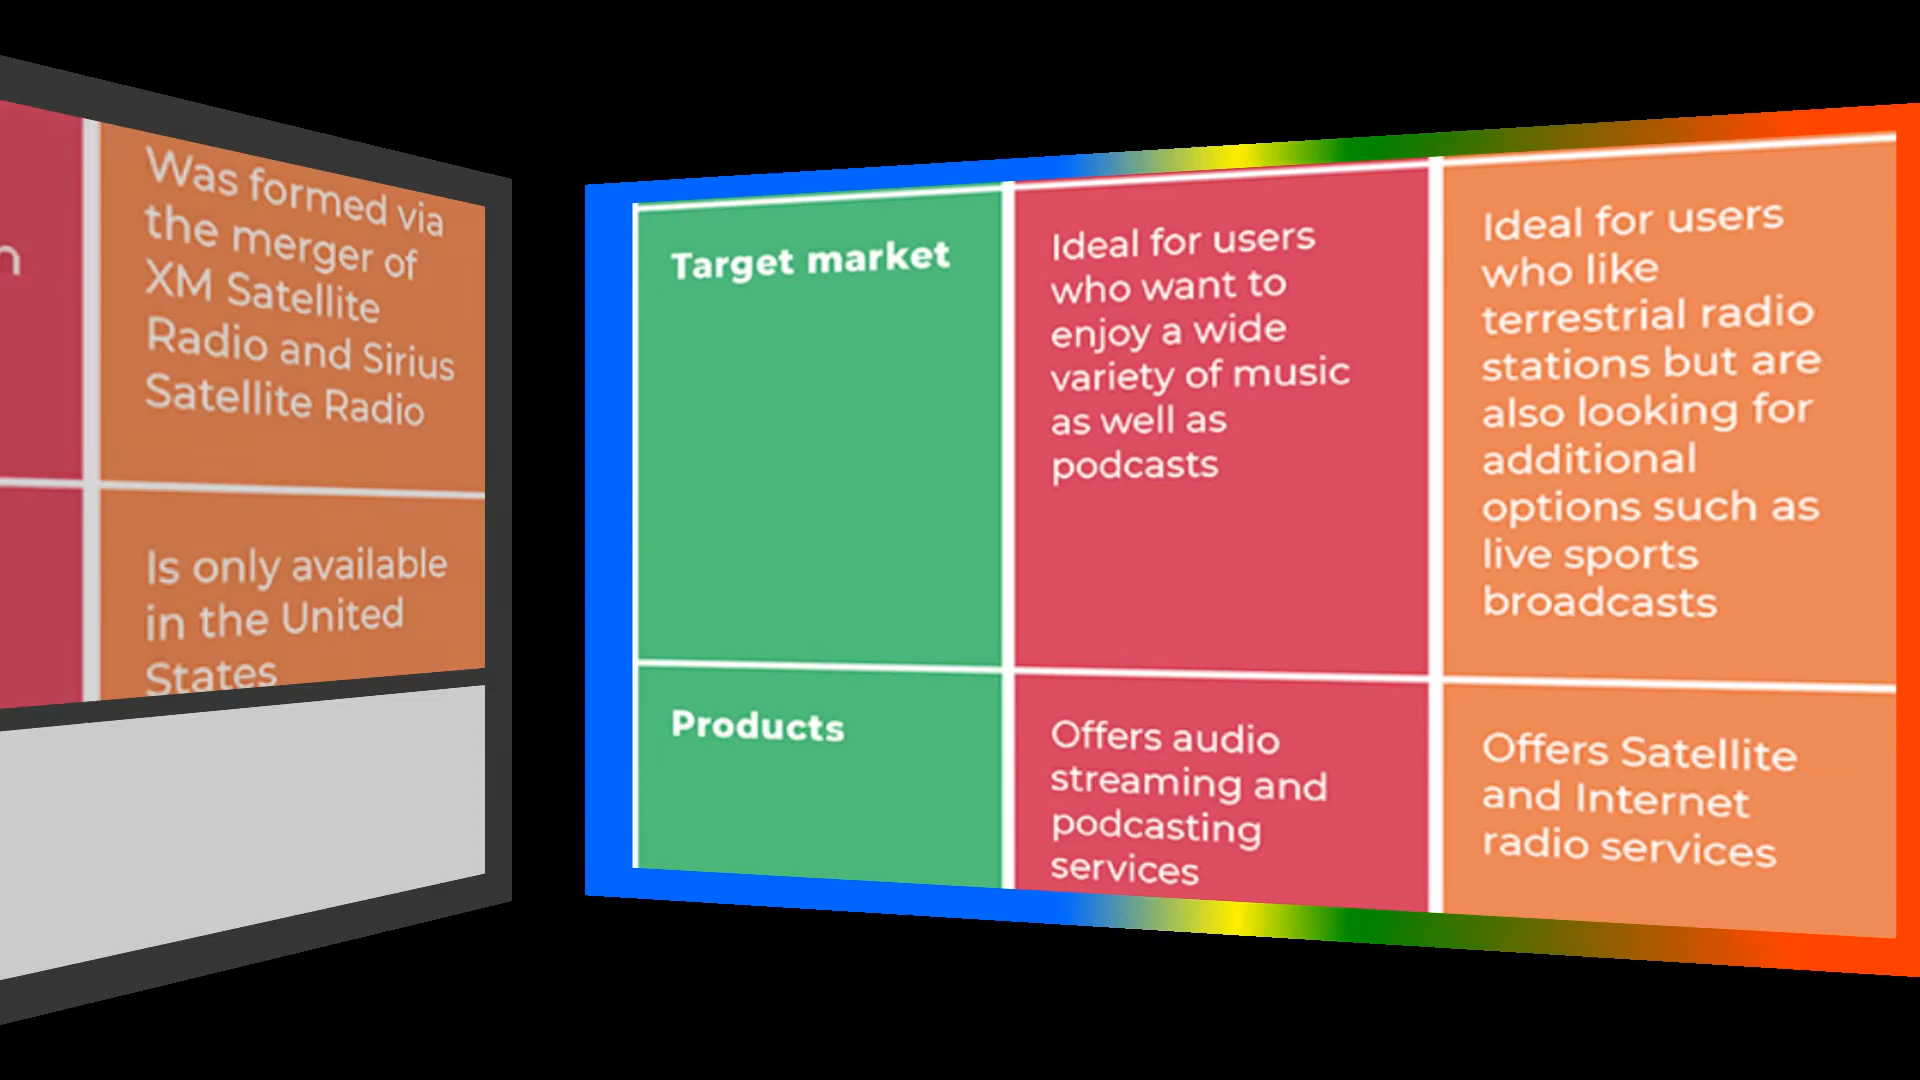 n
Was formed via
the merger of
XM Satellite
Radio and Sirius
Satellite Radio
Is only available
in the United
States
Target market
Ideal for users
who want to
enjoy a wide
variety of music
as well as
podcasts
Ideal for users
who like
terrestrial radio
stations but are
also looking for
additional
options such as
live sports
broadcasts
Products
Offers audio
streaming and
podcasting
services
Offers Satellite
and Internet
radio services